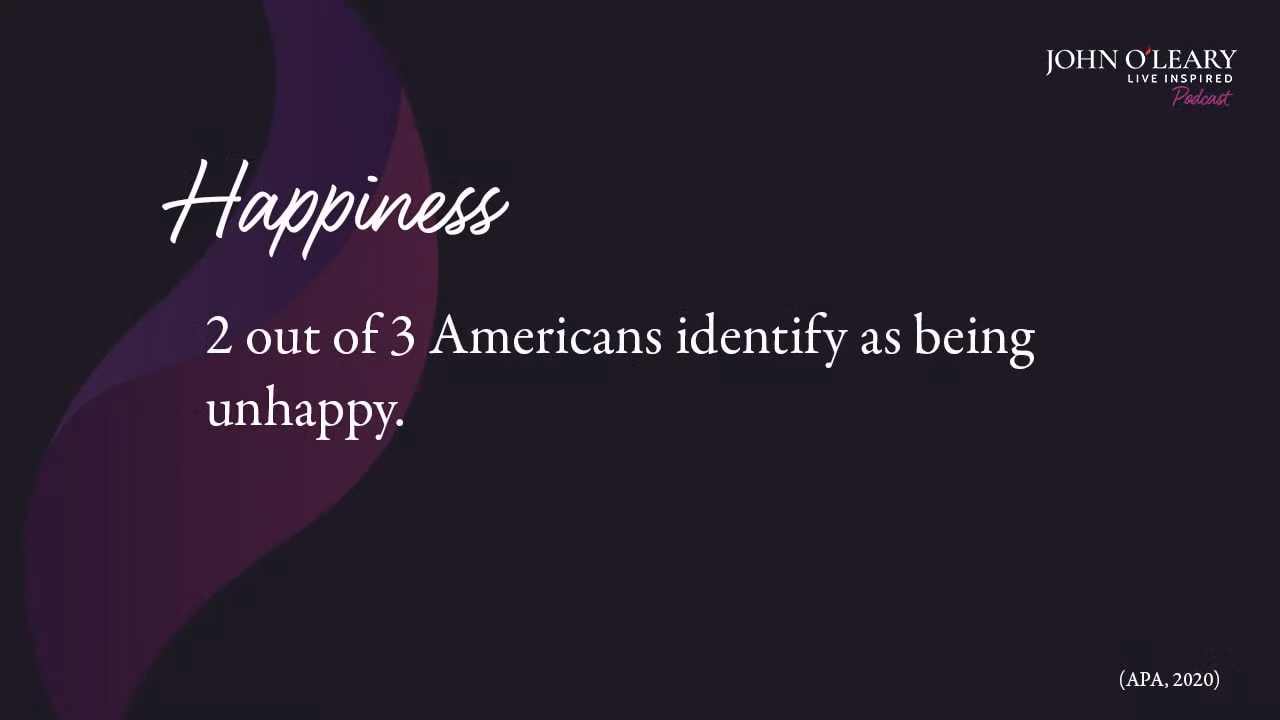 JOHN O'LEARY
LIVE INSPIRED
Podcast
Happiness
2 out of 3 Americans identify as being
unhappy.
(APA, 2020)